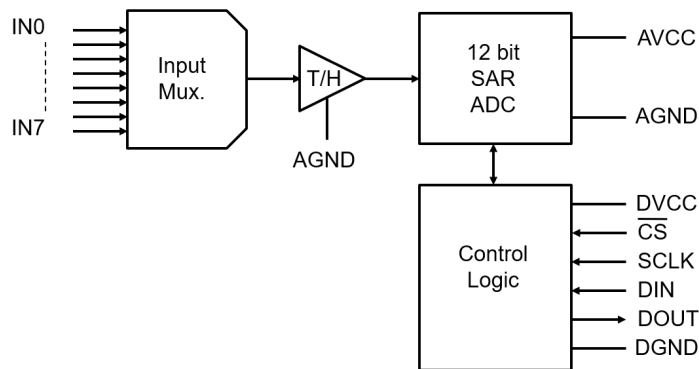 IN0
IN7
Input
Mux.
T/H
AGND
12 bit
SAR
ADC
AVCC
AGND
Control
Logic
DVCC
CS
SCLK
DIN
DOUT
DGND